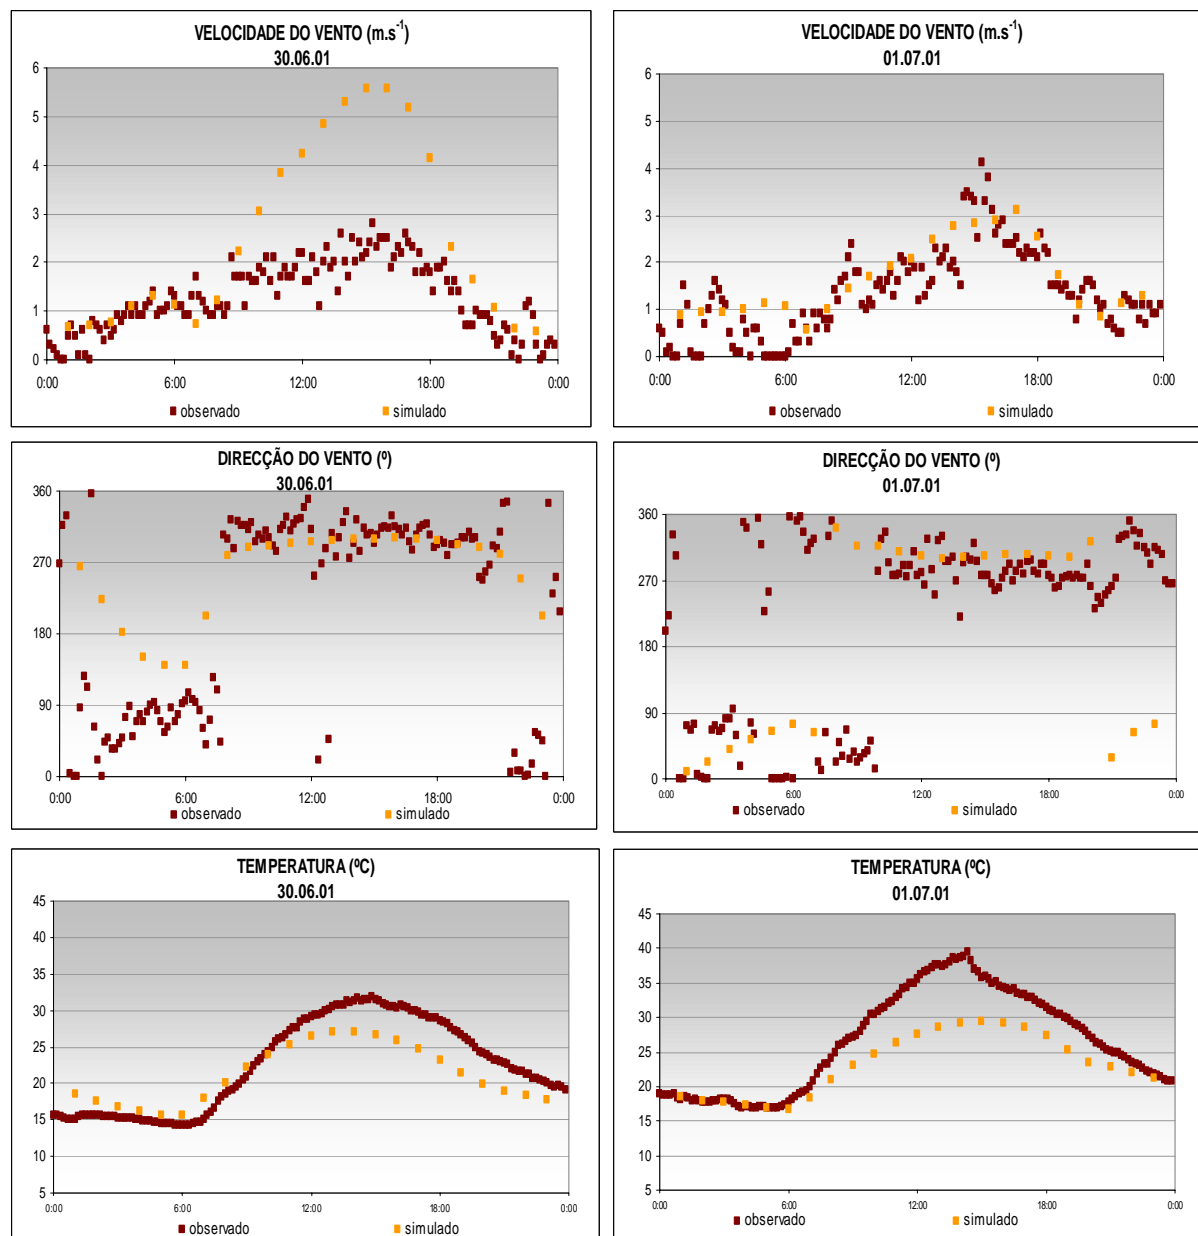 VELOCIDADE DO VENTO (m.s⁻¹)
30.06.01
6
5
4
3
2
1
0
0:00 6:00 12:00 18:00 0:00
observado simulado
VELOCIDADE DO VENTO (m.s⁻¹)
01.07.01
6
5
4
3
2
1
0
0:00 6:00 12:00 18:00 0:00
observado simulado
DIRECÇÃO DO VENTO (º)
30.06.01
360
270
180
90
0
0:00 6:00 12:00 18:00 0:00
observado simulado
DIRECÇÃO DO VENTO (º)
01.07.01
360
270
180
90
0
0:00 6:00 12:00 18:00 0:00
observado simulado
TEMPERATURA (ºC)
30.06.01
45
40
35
30
25
20
15
10
5
0:00 6:00 12:00 18:00 0:00
observado simulado
TEMPERATURA (ºC)
01.07.01
45
40
35
30
25
20
15
10
5
0:00 6:00 12:00 18:00 0:00
observado simulado